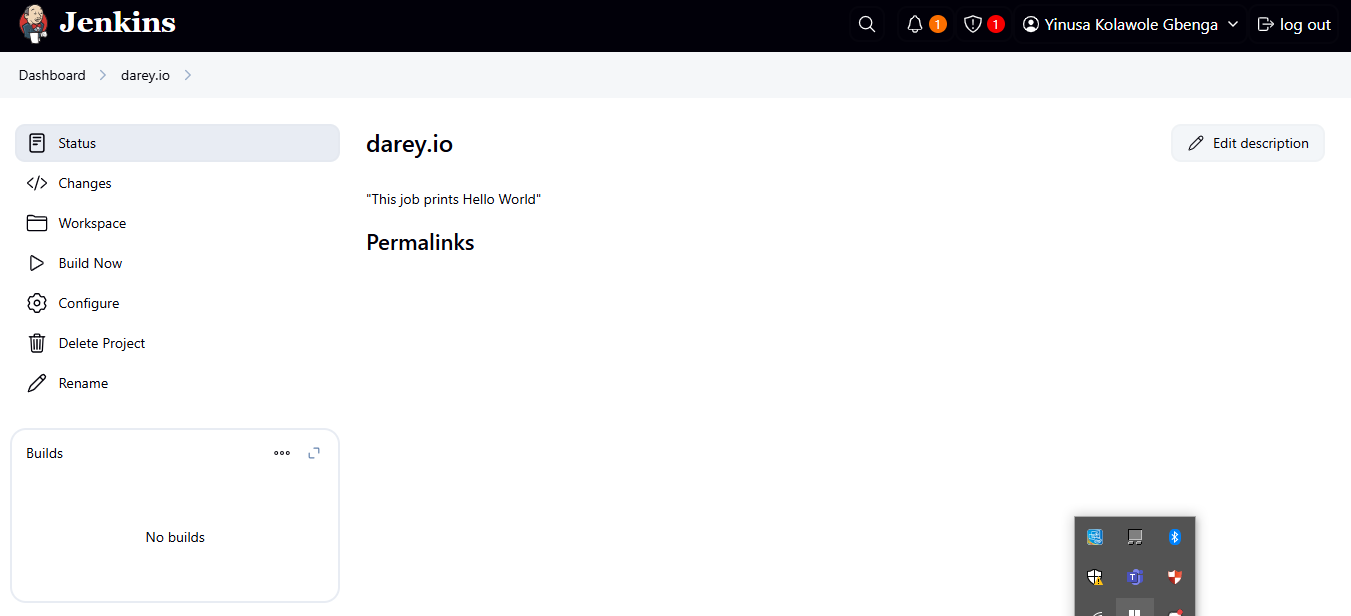 Jenkins
1
1
Yinusa Kolawole Gbenga
log out
Dashboard
darey.io
Status
Changes
Workspace
Build Now
Configure
Delete Project
Rename
Builds
No builds
darey.io
Edit description
"This job prints Hello World"
Permalinks